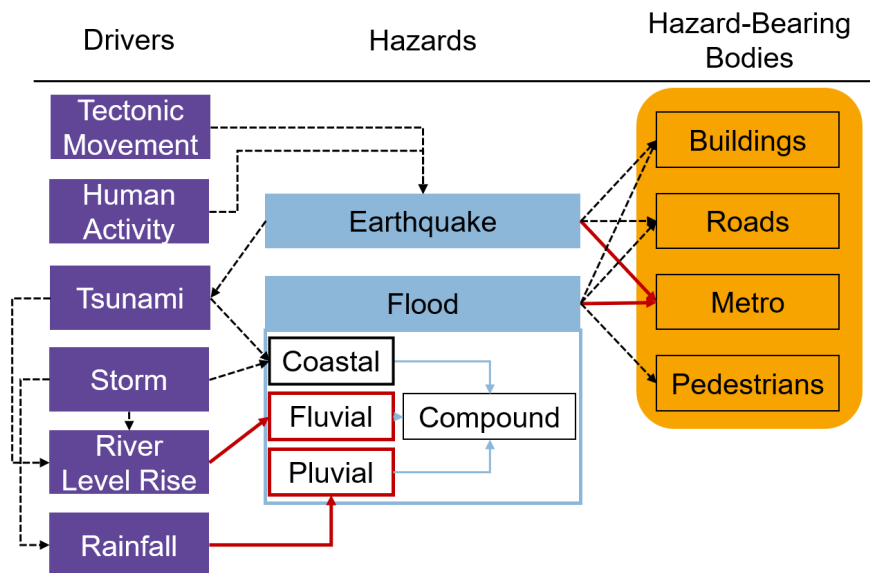 Drivers
Hazards
Hazard-Bearing
Bodies
Tectonic
Movement
Human
Activity
Tsunami
Storm
River
Level Rise
Rainfall
Earthquake
Flood
Coastal
Fluvial
Pluvial
Compound
Buildings
Roads
Metro
Pedestrians